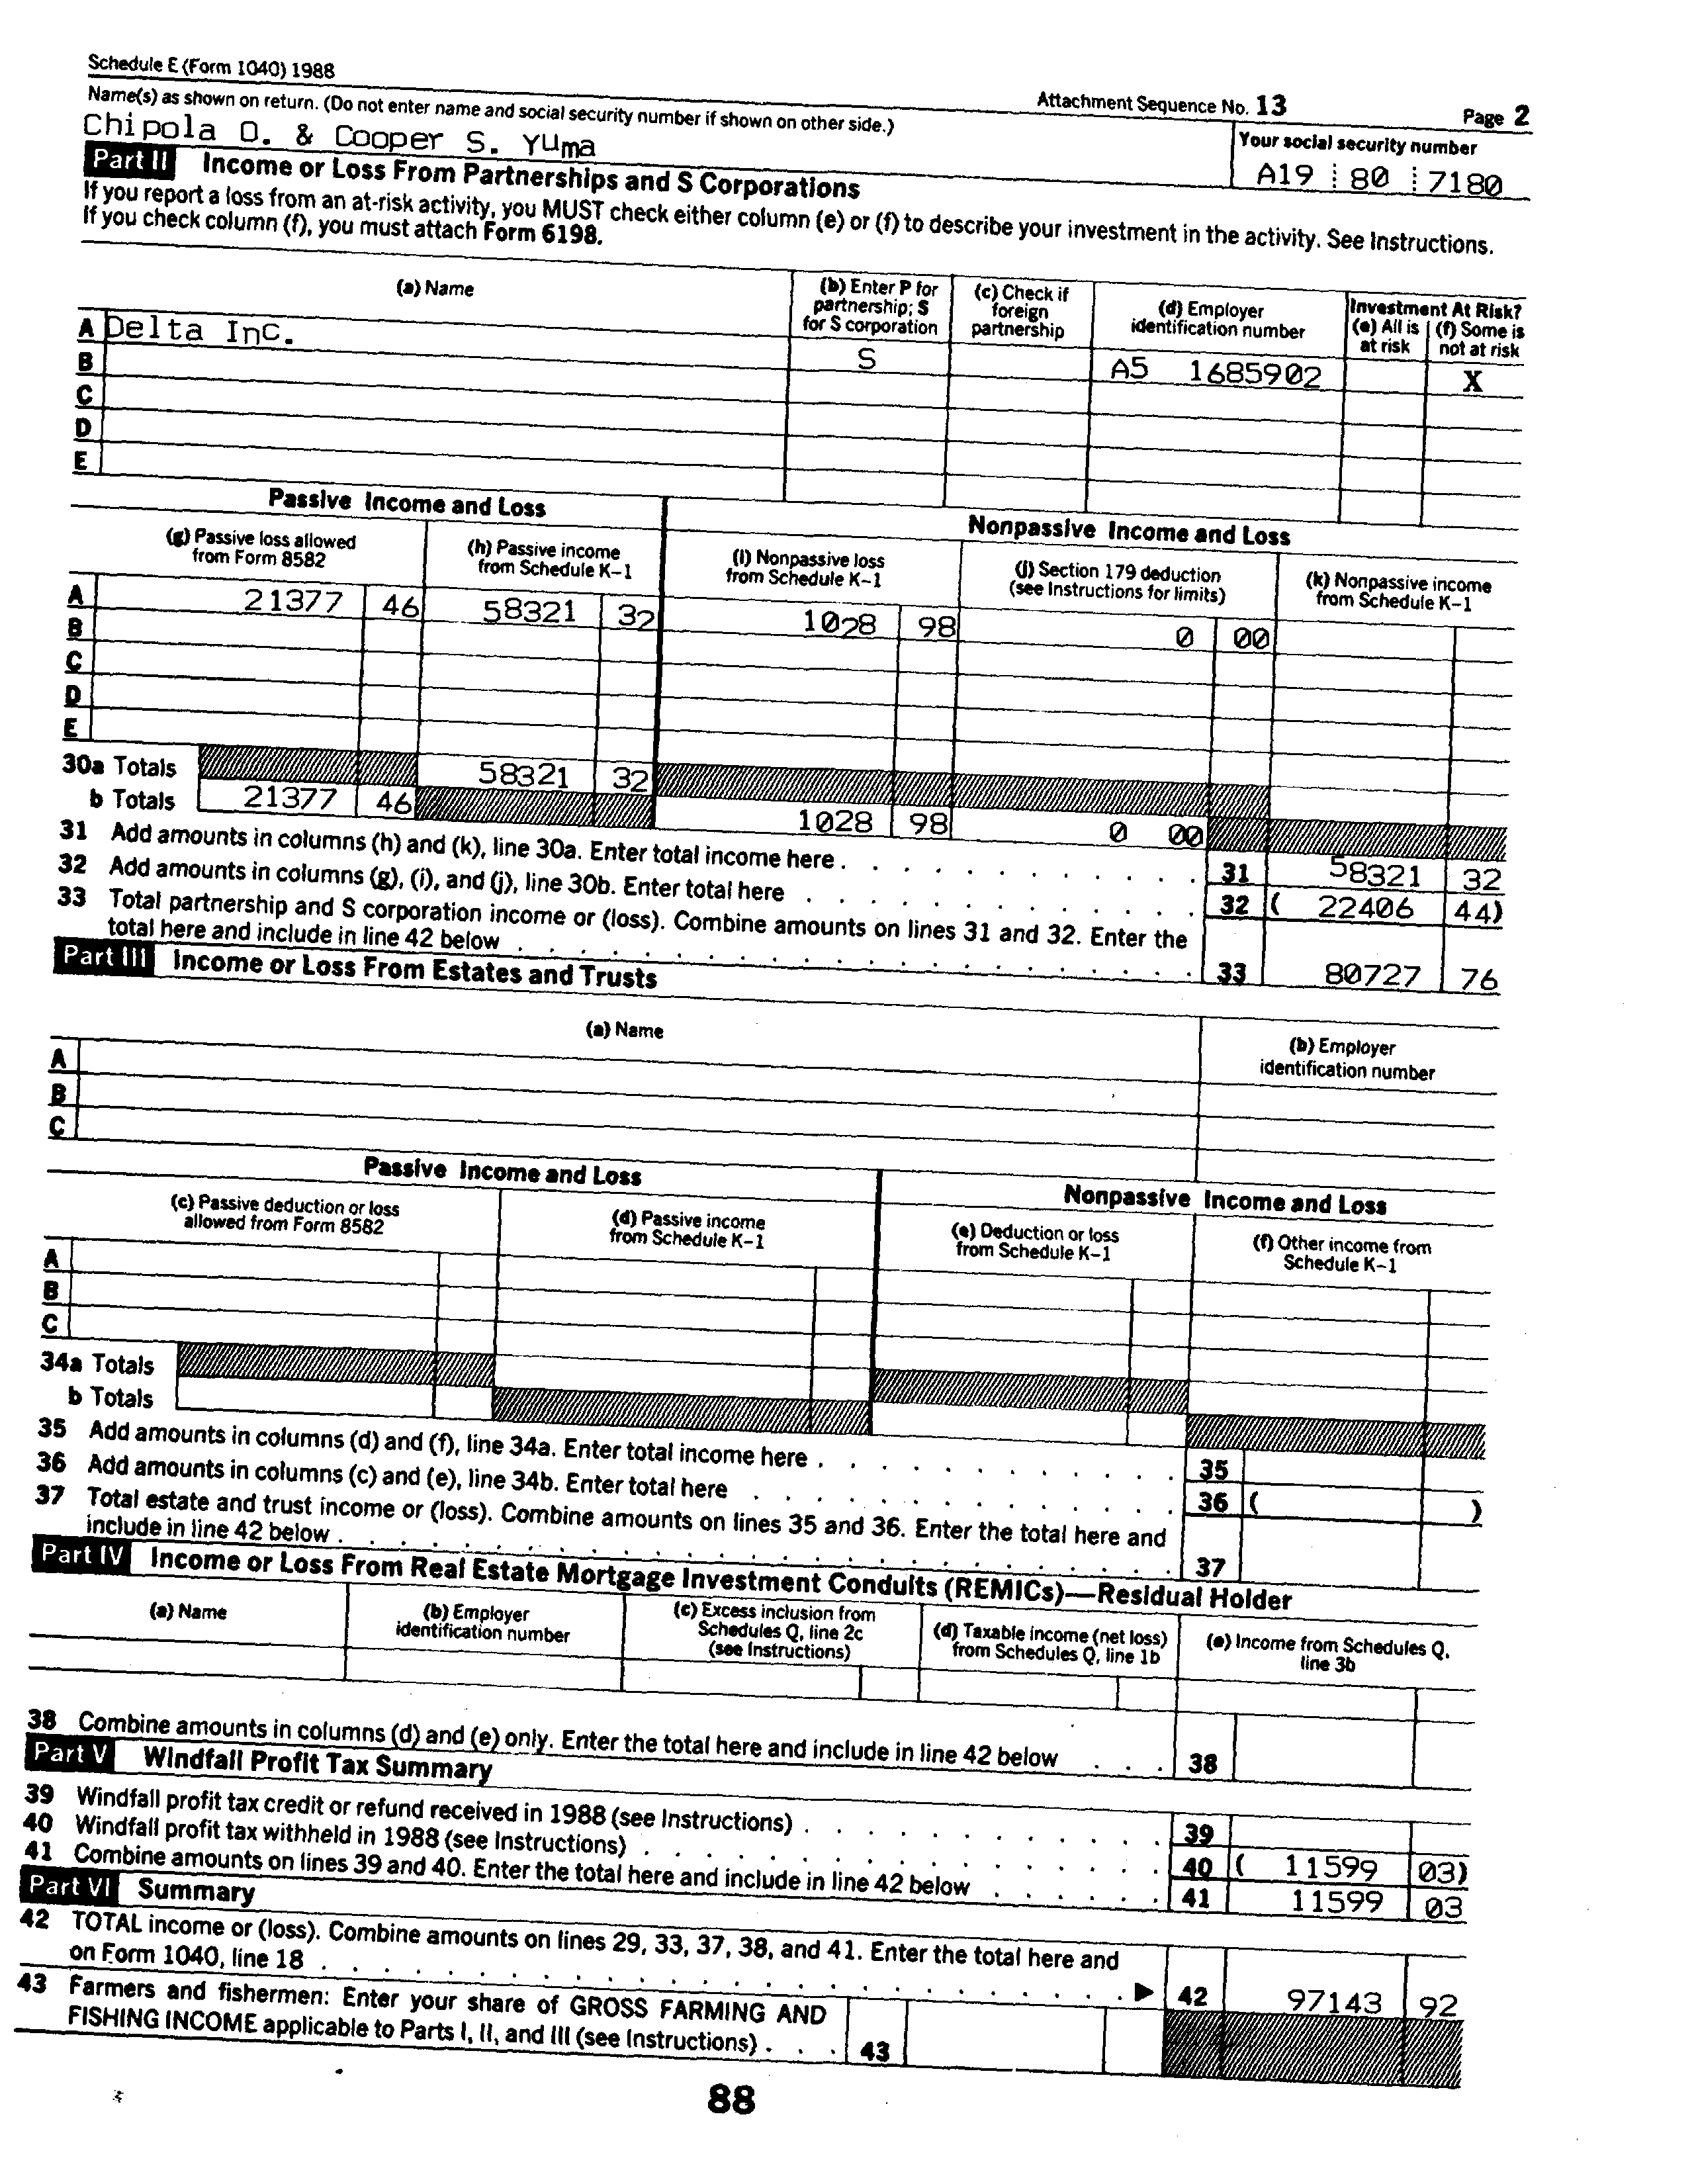 Schedule E (Form 1040) 1988
Attachment Sequence No. 13 Page 2
Name(s) as shown on return. (Do not enter name and social security number if shown on other side.)
Your social security number
Chipola O. & Cooper S. Yuma
A19 80 7180
Part II Income or Loss From Partnerships and S Corporations
If you report a loss from an at-risk activity, you MUST check either column (e) or (f) to describe your investment in the activity. See Instructions.
If you check column (f), you must attach Form 6198.
(a) Name
(b) Enter P for partnership; S for S corporation
(c) Check if foreign partnership
(d) Employer identification number
Investment At Risk?
(e) All is at risk
(f) Some is not at risk
A Delta Inc. S A5 1685902 X
B
C
D
E
Passive Income and Loss
Nonpassive Income and Loss
(g) Passive loss allowed from Form 8582
(h) Passive income from Schedule K-1
(i) Nonpassive loss from Schedule K-1
(j) Section 179 deduction (see Instructions for limits)
(k) Nonpassive income from Schedule K-1
A 21377 46 58321 32 1028 98 0 00
B
C
D
E
30a Totals 58321 32
b Totals 21377 46 1028 98 0 00
31 Add amounts in columns (h) and (k), line 30a. Enter total income here . . . 31 58321 32
32 Add amounts in columns (g), (i), and (j), line 30b. Enter total here . . . 32 ( 22406 44)
33 Total partnership and S corporation income or (loss). Combine amounts on lines 31 and 32. Enter the
total here and include in line 42 below . . . 33 80727 76
Part III Income or Loss From Estates and Trusts
(a) Name
(b) Employer identification number
A
B
C
Passive Income and Loss
Nonpassive Income and Loss
(c) Passive deduction or loss allowed from Form 8582
(d) Passive income from Schedule K-1
(e) Deduction or loss from Schedule K-1
(f) Other income from Schedule K-1
A
B
C
34a Totals
b Totals
35 Add amounts in columns (d) and (f), line 34a. Enter total income here . . . 35
36 Add amounts in columns (c) and (e), line 34b. Enter total here . . . 36 ( )
37 Total estate and trust income or (loss). Combine amounts on lines 35 and 36. Enter the total here and
include in line 42 below . . . 37
Part IV Income or Loss From Real Estate Mortgage Investment Conduits (REMICs)—Residual Holder
(a) Name
(b) Employer identification number
(c) Excess inclusion from Schedules Q, line 2c (see Instructions)
(d) Taxable income (net loss) from Schedules Q, line 1b
(e) Income from Schedules Q, line 3b
38 Combine amounts in columns (d) and (e) only. Enter the total here and include in line 42 below . . . 38
Part V Windfall Profit Tax Summary
39 Windfall profit tax credit or refund received in 1988 (see Instructions) . . . 39
40 Windfall profit tax withheld in 1988 (see Instructions) . . . 40 ( 11599 03)
41 Combine amounts on lines 39 and 40. Enter the total here and include in line 42 below . . . 41 11599 03
Part VI Summary
42 TOTAL income or (loss). Combine amounts on lines 29, 33, 37, 38, and 41. Enter the total here and
on Form 1040, line 18 . . . ▶ 42 97143 92
43 Farmers and fishermen: Enter your share of GROSS FARMING AND
FISHING INCOME applicable to Parts I, II, and III (see Instructions) . . . 43
88